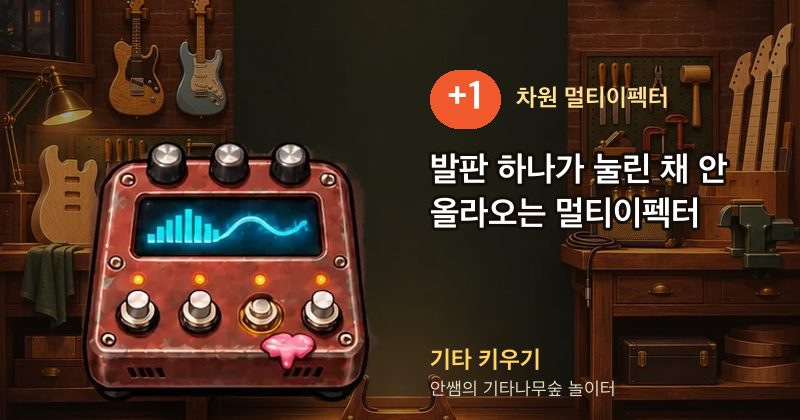 +1 차원 멀티이펙터
발판 하나가 눌린 채 안
올라오는 멀티이펙터
기타 키우기
안쌤의 기타나무숲 놀이터